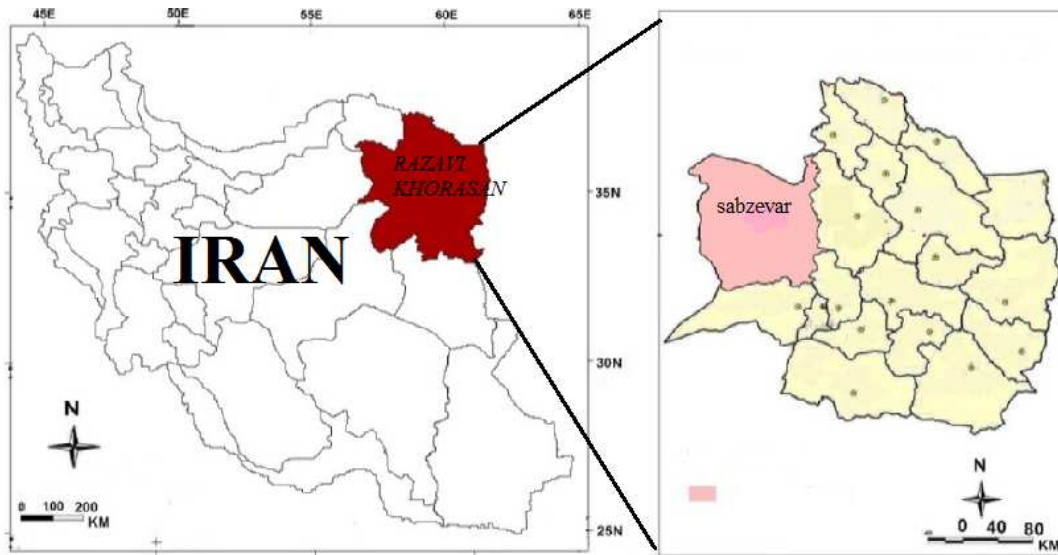 45E 50E 55E 60E 65E
RAZAVI
KHORASAN
35N
IRAN
30N
N
0 100 200
KM
25N
sabzevar
N
0 40 80
KM